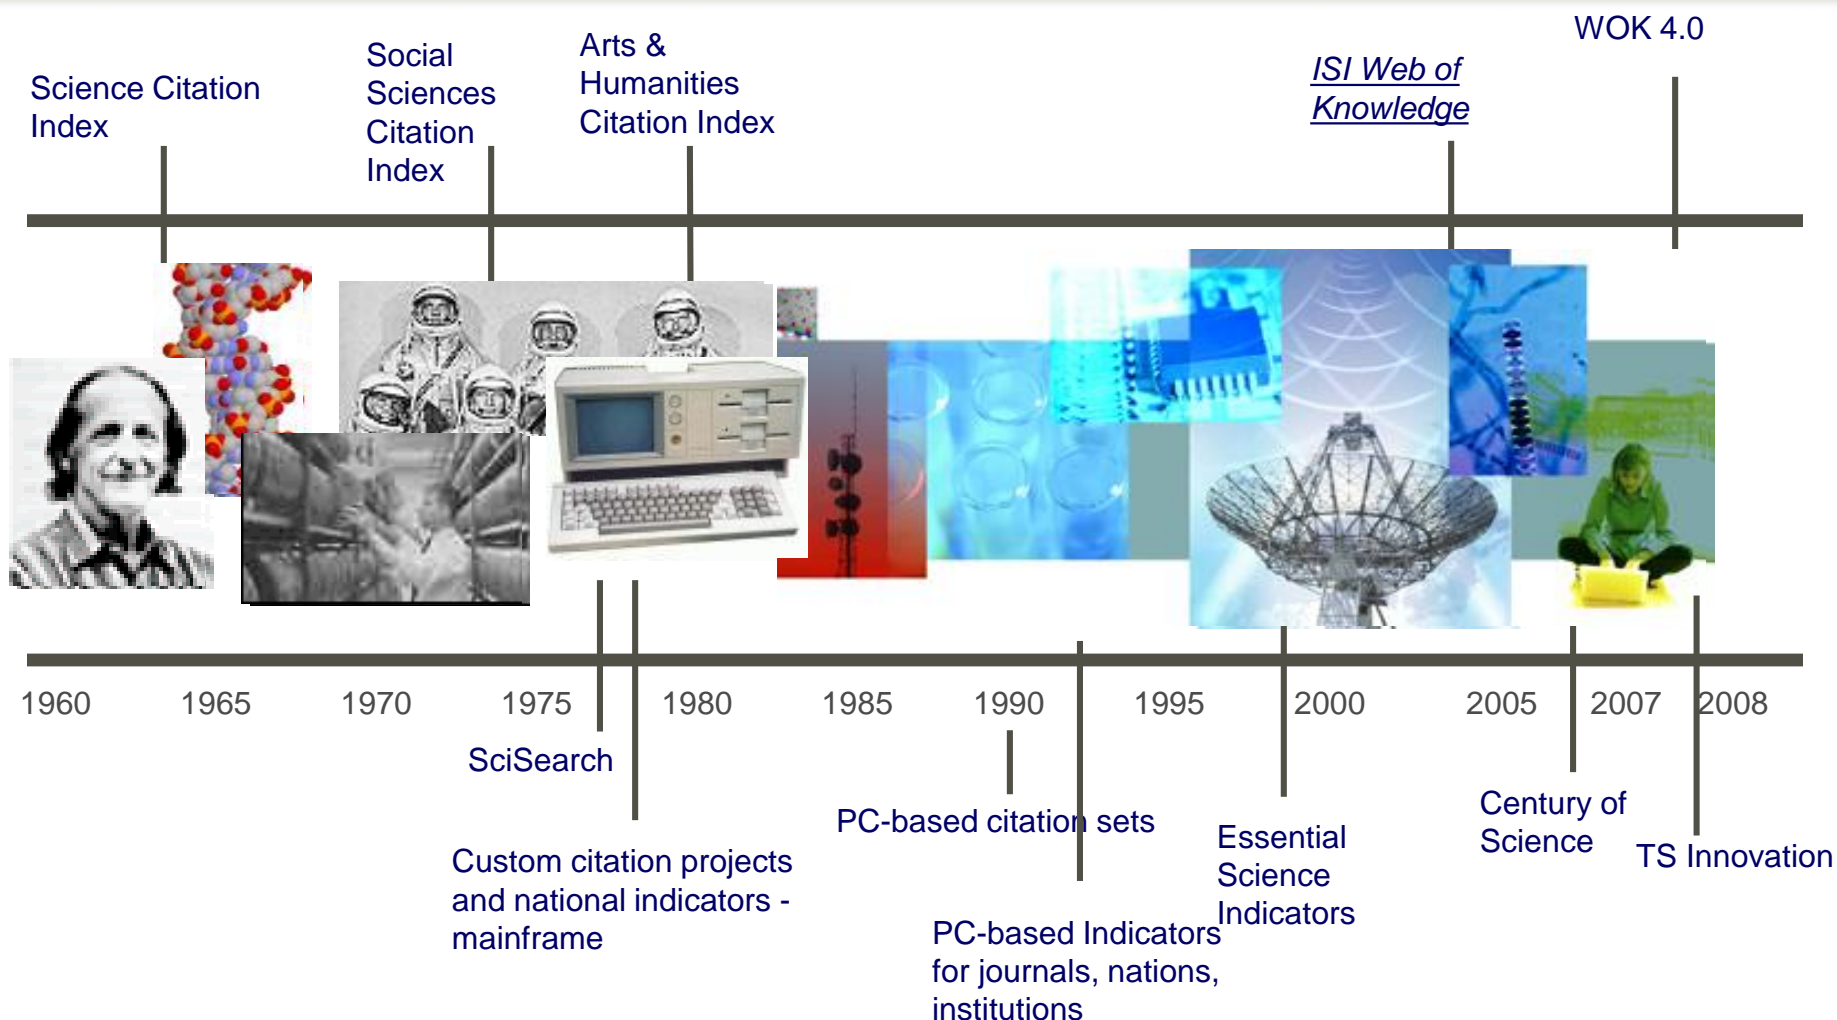 WOK 4.0
Science Citation
Index
Social
Sciences
Citation
Index
Arts &
Humanities
Citation Index
ISI Web of
Knowledge
1960 1965 1970 1975 1980 1985 1990 1995 2000 2005 2007 2008
SciSearch
Custom citation projects
and national indicators -
mainframe
PC-based citation sets
PC-based Indicators
for journals, nations,
institutions
Essential
Science
Indicators
Century of
Science
TS Innovation